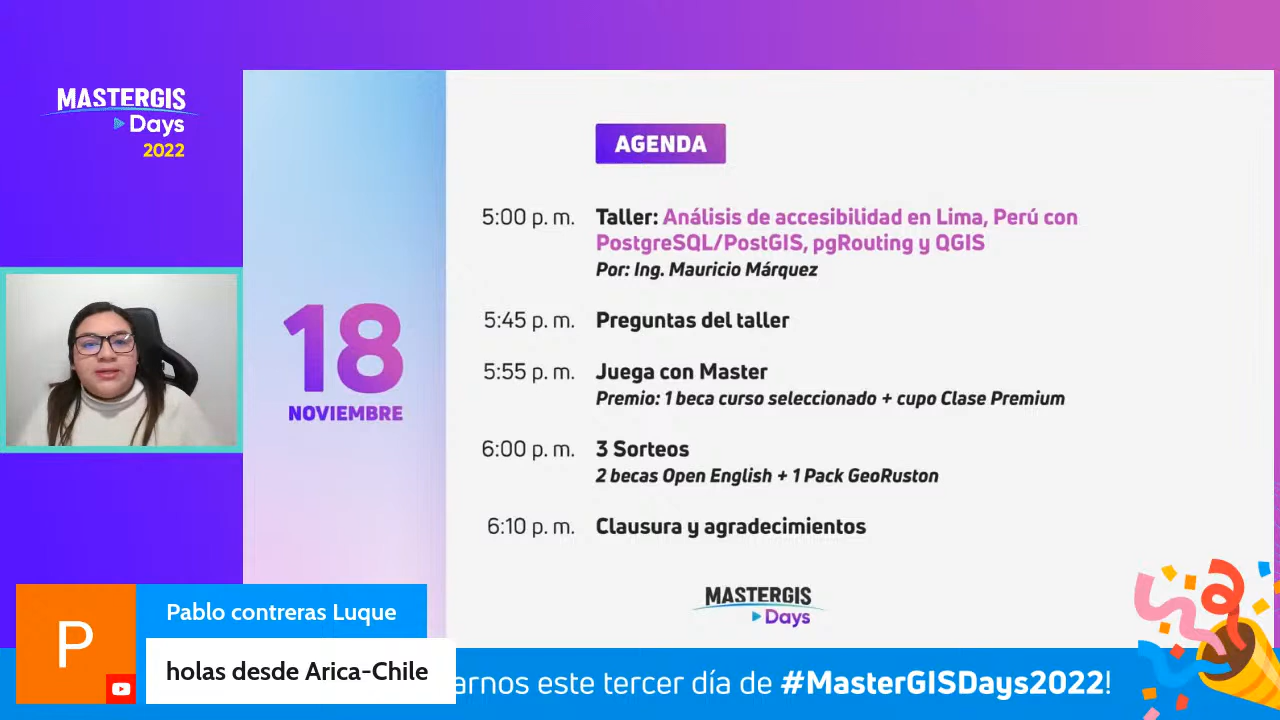 MASTERGIS
Days
2022
18
NOVIEMBRE
AGENDA
5:00 p. m.
Taller: Análisis de accesibilidad en Lima, Perú con
PostgreSQL/PostGIS, pgRouting y QGIS
Por: Ing. Mauricio Márquez
5:45 p. m.
Preguntas del taller
5:55 p. m.
Juega con Master
Premio: 1 beca curso seleccionado + cupo Clase Premium
6:00 p. m.
3 Sorteos
2 becas Open English + 1 Pack GeoRuston
6:10 p. m.
Clausura y agradecimientos
MASTERGIS
Days
P
Pablo contreras Luque
holas desde Arica-Chile
arnos este tercer día de #MasterGISDays2022!